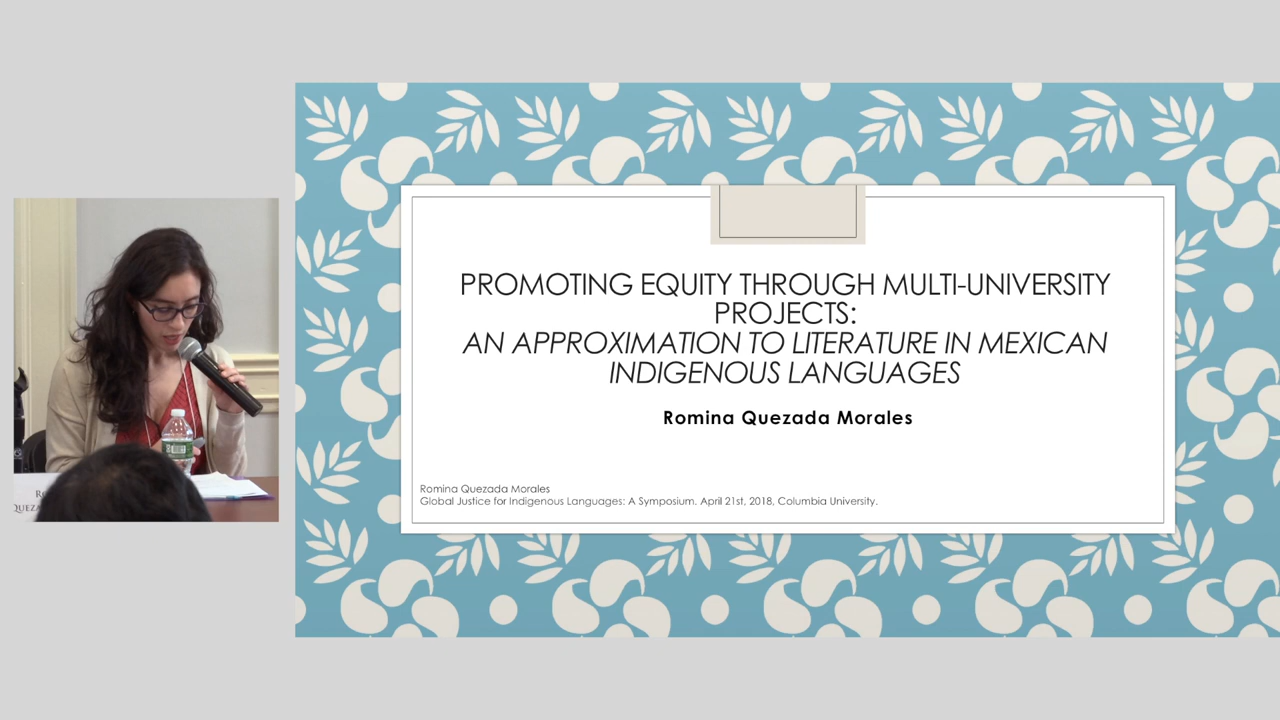 PROMOTING EQUITY THROUGH MULTI-UNIVERSITY
PROJECTS:
AN APPROXIMATION TO LITERATURE IN MEXICAN
INDIGENOUS LANGUAGES
Romina Quezada Morales
Romina Quezada Morales
Global Justice for Indigenous Languages: A Symposium. April 21st, 2018, Columbia University.